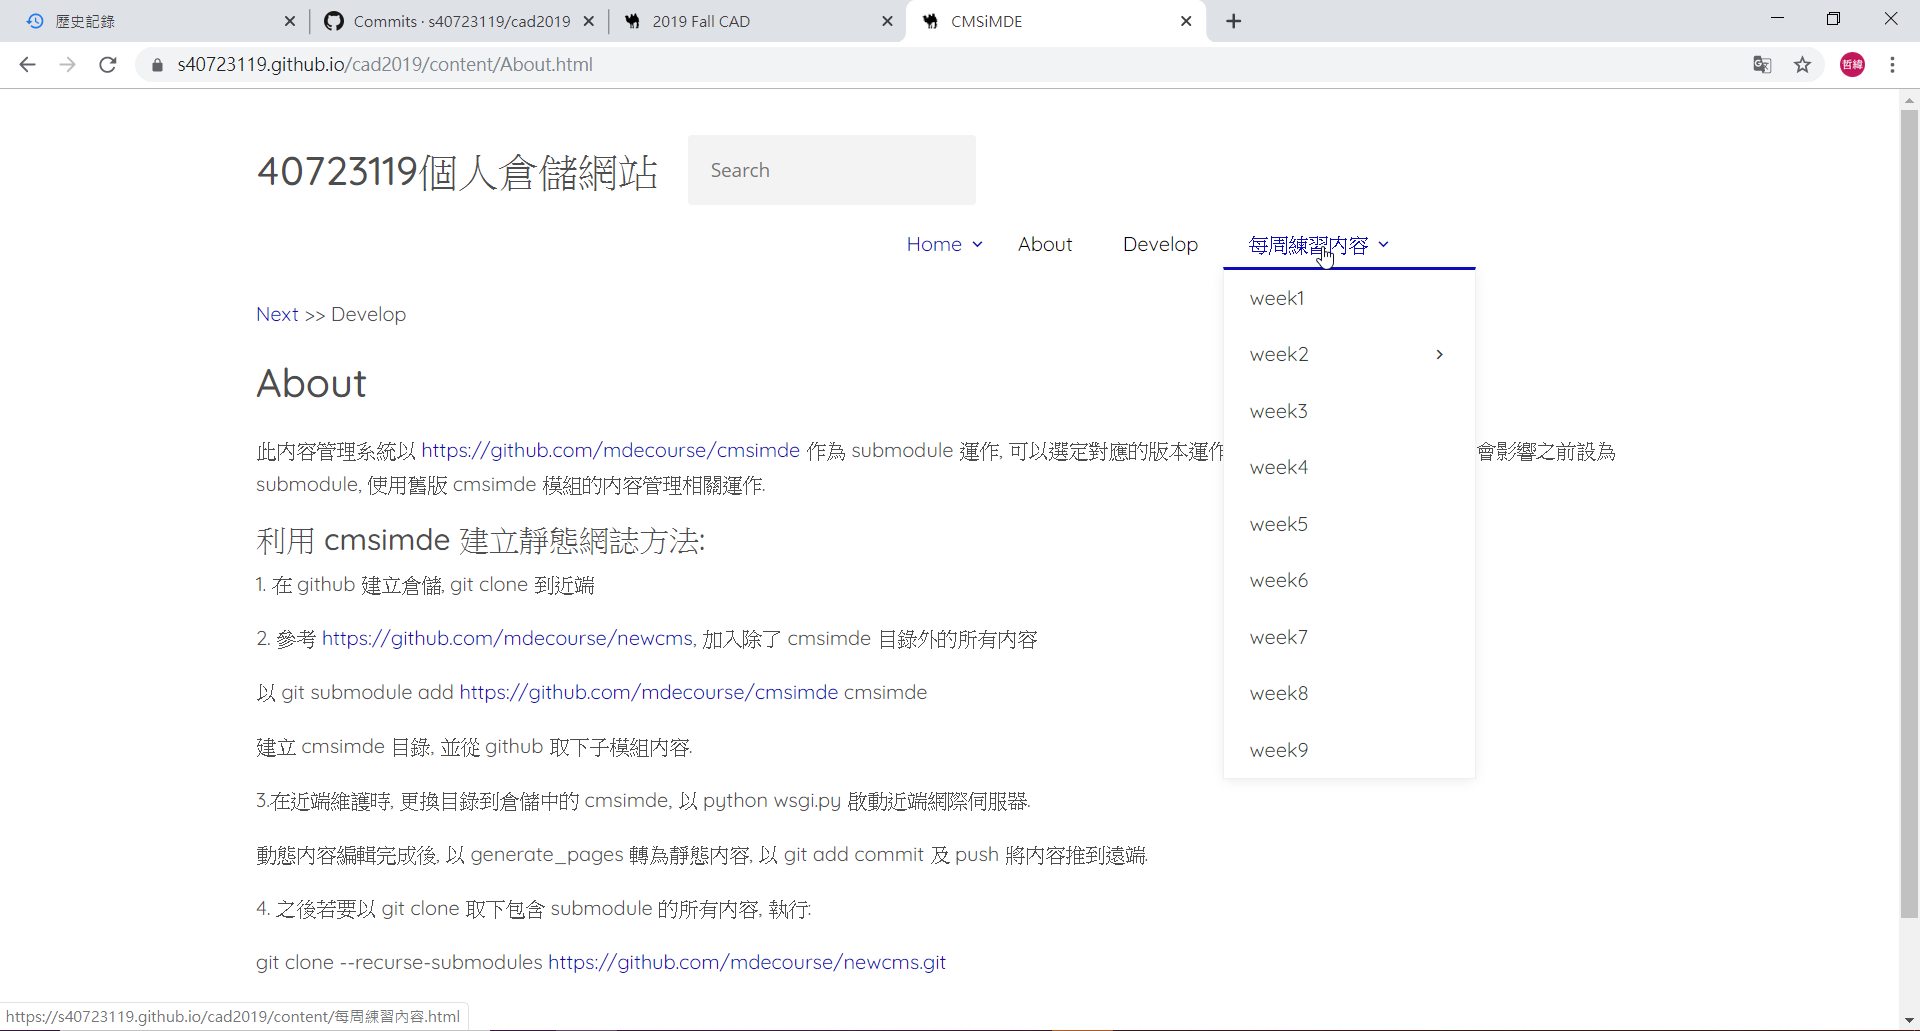 歷史記錄
Commits · s40723119/cad2019
2019 Fall CAD
CMSiMDE
s40723119.github.io/cad2019/content/About.html
哲緯
40723119個人倉儲網站
Search
Home
About
Develop
每周練習內容
week1
week2
week3
week4
week5
week6
week7
week8
week9
Next >> Develop
About
此內容管理系統以 https://github.com/mdecourse/cmsimde 作為 submodule 運作, 可以選定對應的版本運作 會影響之前設為
submodule, 使用舊版 cmsimde 模組的內容管理相關運作.
利用 cmsimde 建立靜態網誌方法:
1. 在 github 建立倉儲, git clone 到近端
2. 參考 https://github.com/mdecourse/newcms, 加入除了 cmsimde 目錄外的所有內容
以 git submodule add https://github.com/mdecourse/cmsimde cmsimde
建立 cmsimde 目錄, 並從 github 取下子模組內容.
3.在近端維護時, 更換目錄到倉儲中的 cmsimde, 以 python wsgi.py 啟動近端網際伺服器.
動態內容編輯完成後, 以 generate_pages 轉為靜態內容, 以 git add commit 及 push 將內容推到遠端.
4. 之後若要以 git clone 取下包含 submodule 的所有內容, 執行:
git clone --recurse-submodules https://github.com/mdecourse/newcms.git
https://s40723119.github.io/cad2019/content/每周練習內容.html